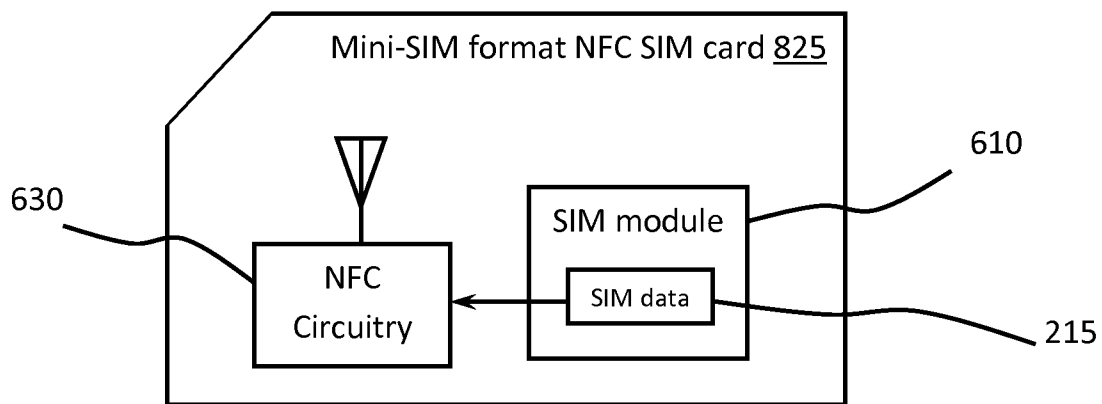 Mini-SIM format NFC SIM card 825
610
630
SIM module
NFC
Circuitry
SIM data
215